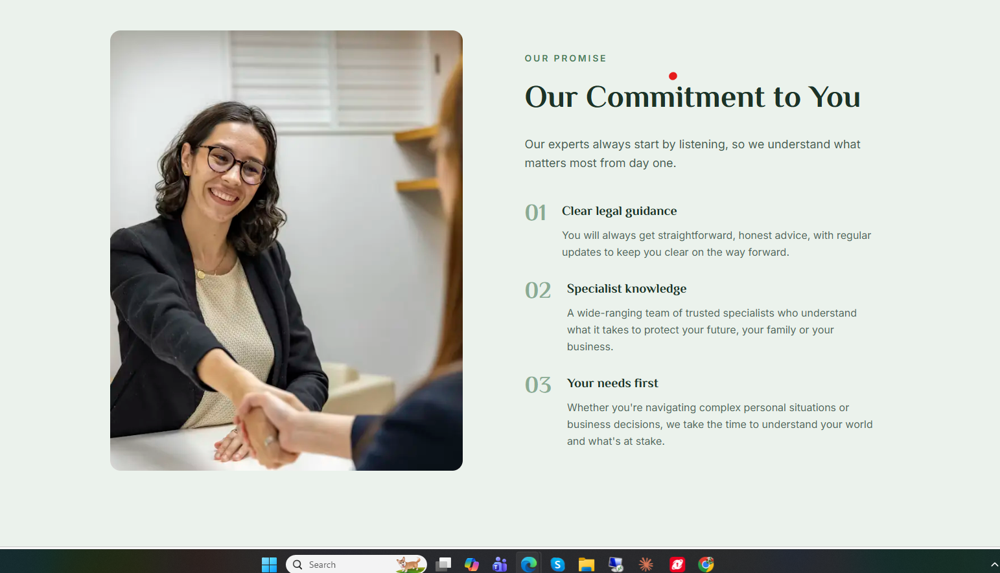 OUR PROMISE
Our Commitment to You
Our experts always start by listening, so we understand what
matters most from day one.
01 Clear legal guidance
You will always get straightforward, honest advice, with regular
updates to keep you clear on the way forward.
02 Specialist knowledge
A wide-ranging team of trusted specialists who understand
what it takes to protect your future, your family or your
business.
03 Your needs first
Whether you're navigating complex personal situations or
business decisions, we take the time to understand your world
and what's at stake.
Search